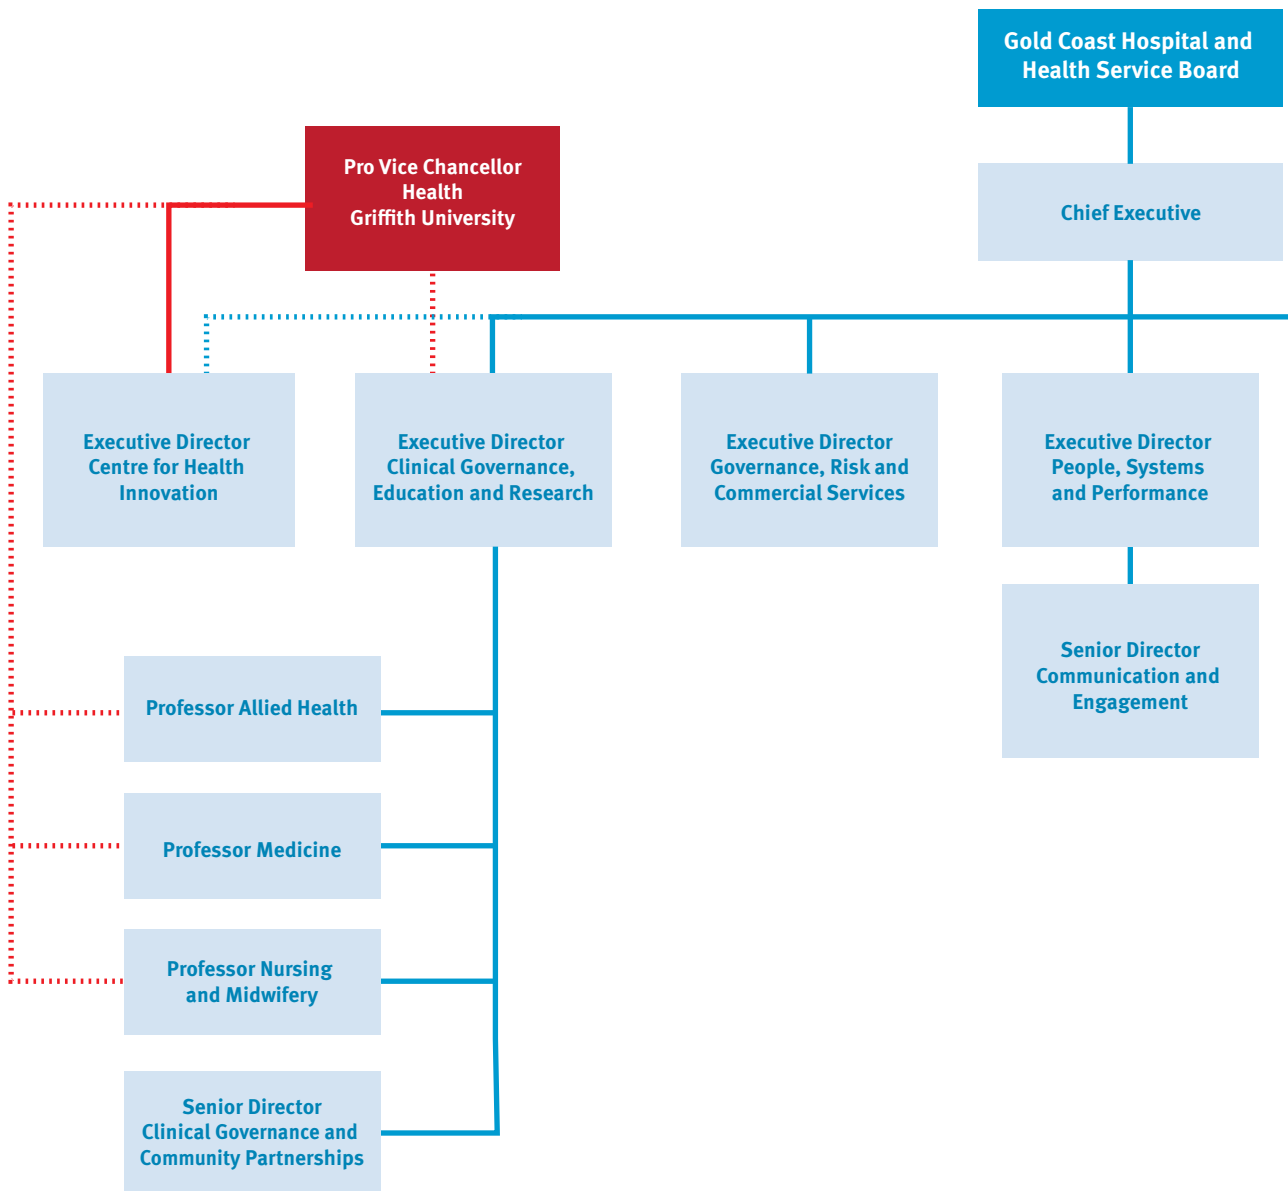 Gold Coast Hospital and
Health Service Board
Pro Vice Chancellor
Health
Griffith University
Chief Executive
Executive Director
Centre for Health
Innovation
Executive Director
Clinical Governance,
Education and Research
Executive Director
Governance, Risk and
Commercial Services
Executive Director
People, Systems
and Performance
Senior Director
Communication and
Engagement
Professor Allied Health
Professor Medicine
Professor Nursing
and Midwifery
Senior Director
Clinical Governance and
Community Partnerships